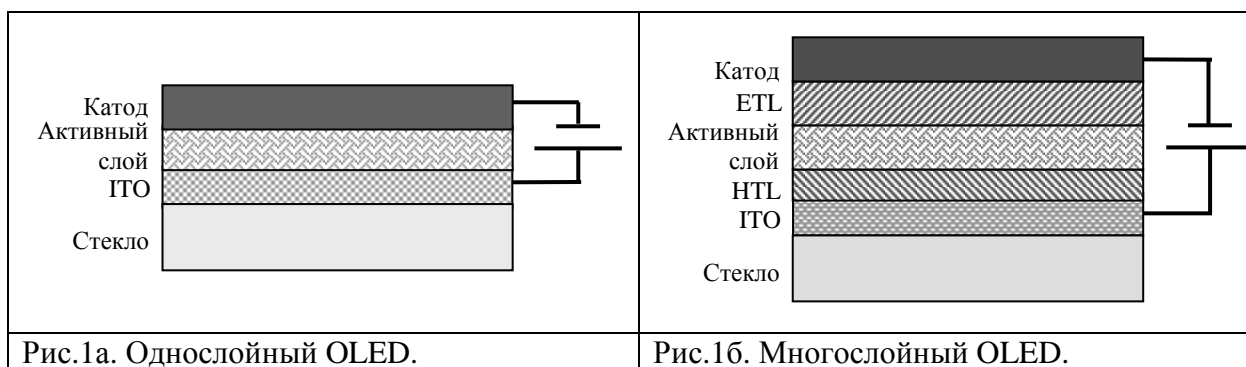 Катод
Активный
слой
ITO
Стекло
Катод
ETL
Активный
слой
HTL
ITO
Стекло
Рис.1а. Однослойный OLED.
Рис.1б. Многослойный OLED.